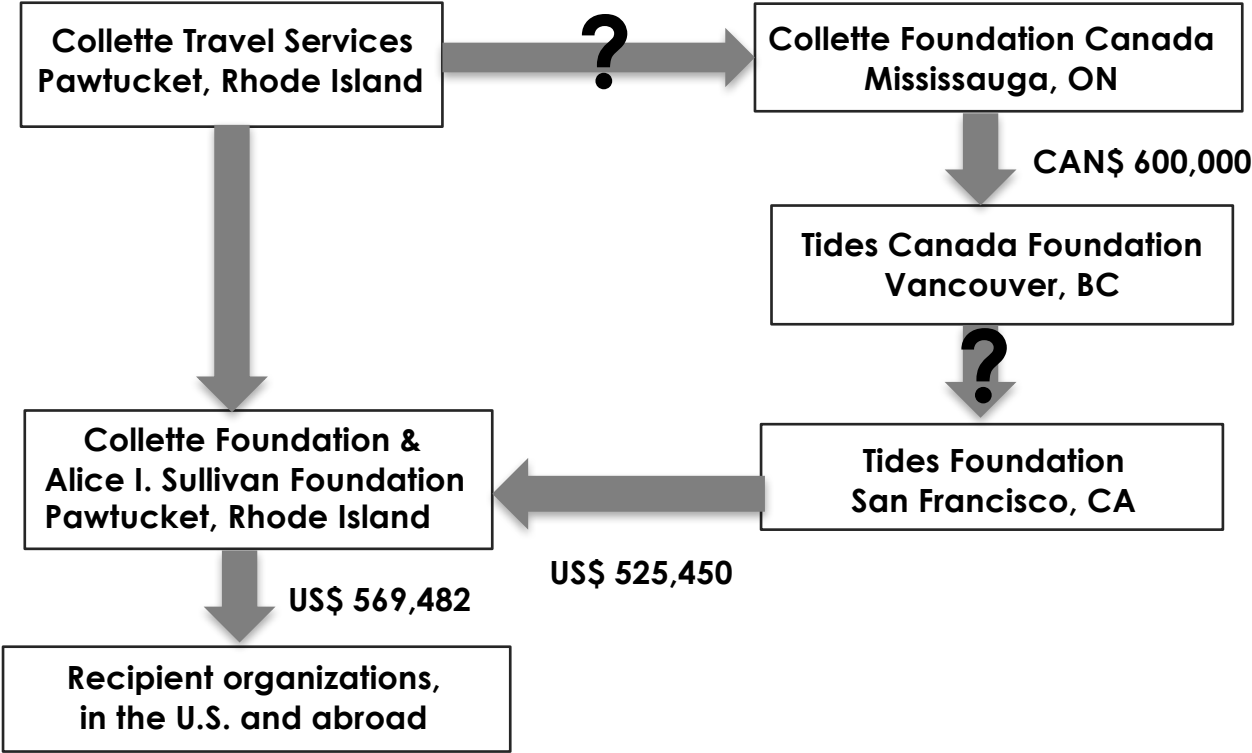 Collette Travel Services
Pawtucket, Rhode Island
?
Collette Foundation Canada
Mississauga, ON
CAN$ 600,000
Tides Canada Foundation
Vancouver, BC
?
Tides Foundation
San Francisco, CA
US$ 525,450
Collette Foundation &
Alice I. Sullivan Foundation
Pawtucket, Rhode Island
US$ 569,482
Recipient organizations,
in the U.S. and abroad